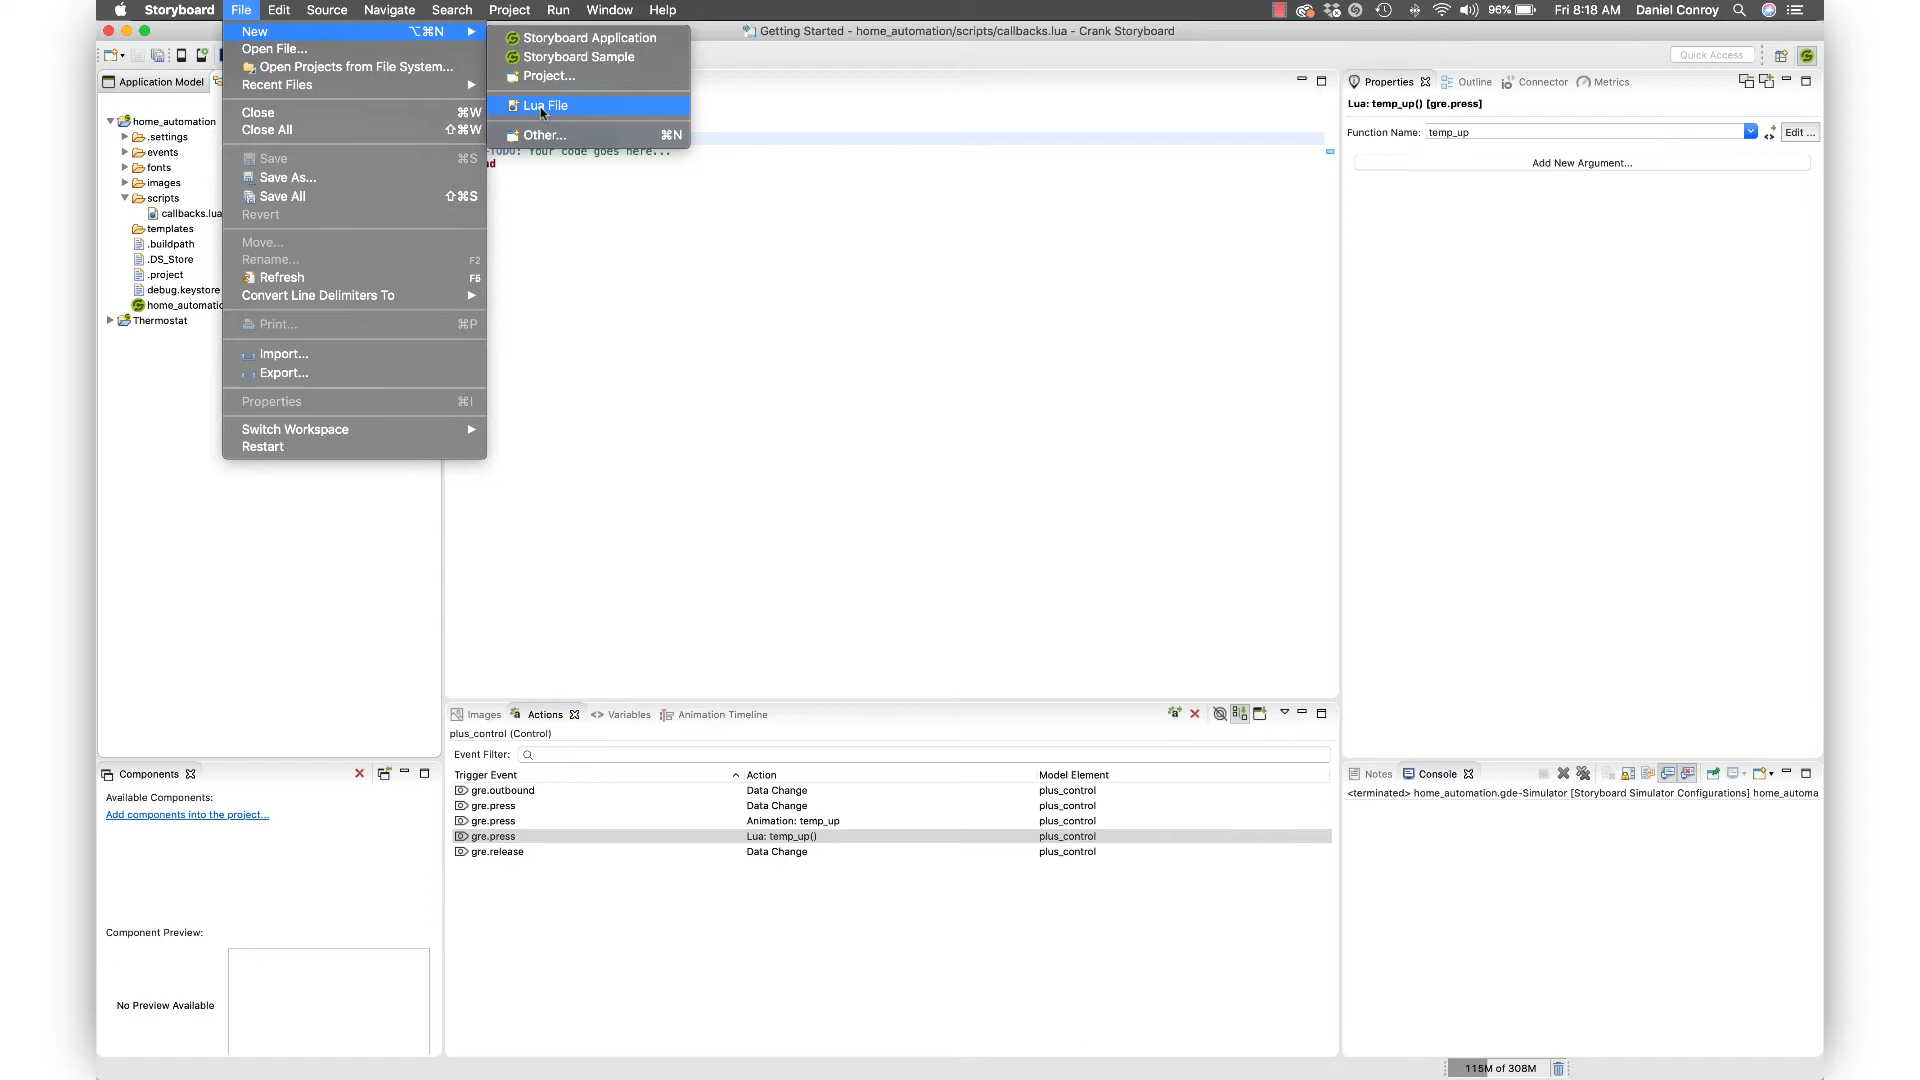 Storyboard File Edit Source Navigate Search Project Run Window Help 96% Fri 8:18 AM Daniel Conroy
Getting Started - home_automation/scripts/callbacks.lua - Crank Storyboard
Quick Access
Application Model
home_automation
.settings
events
fonts
images
scripts
callbacks.lua
templates
.buildpath
.DS_Store
.project
debug.keystore
home_automatio
Thermostat
New ⌥⌘N
Open File...
Open Projects from File System...
Recent Files
Close ⌘W
Close All ⇧⌘W
Save ⌘S
Save As...
Save All ⇧⌘S
Revert
Move...
Rename... F2
Refresh F5
Convert Line Delimiters To
Print... ⌘P
Import...
Export...
Properties ⌘I
Switch Workspace
Restart
Storyboard Application
Storyboard Sample
Project...
Lua File
Other... ⌘N
TODO: Your code goes here...
nd
Properties Outline Connector Metrics
Lua: temp_up() [gre.press]
Function Name: temp_up Edit ...
Add New Argument...
Images Actions <> Variables Animation Timeline
plus_control (Control)
Event Filter:
Trigger Event Action Model Element
gre.outbound Data Change plus_control
gre.press Data Change plus_control
gre.press Animation: temp_up plus_control
gre.press Lua: temp_up() plus_control
gre.release Data Change plus_control
Components
Available Components:
Add components into the project...
Component Preview:
No Preview Available
Notes Console
<terminated> home_automation.gde-Simulator [Storyboard Simulator Configurations] home_automa
115M of 308M